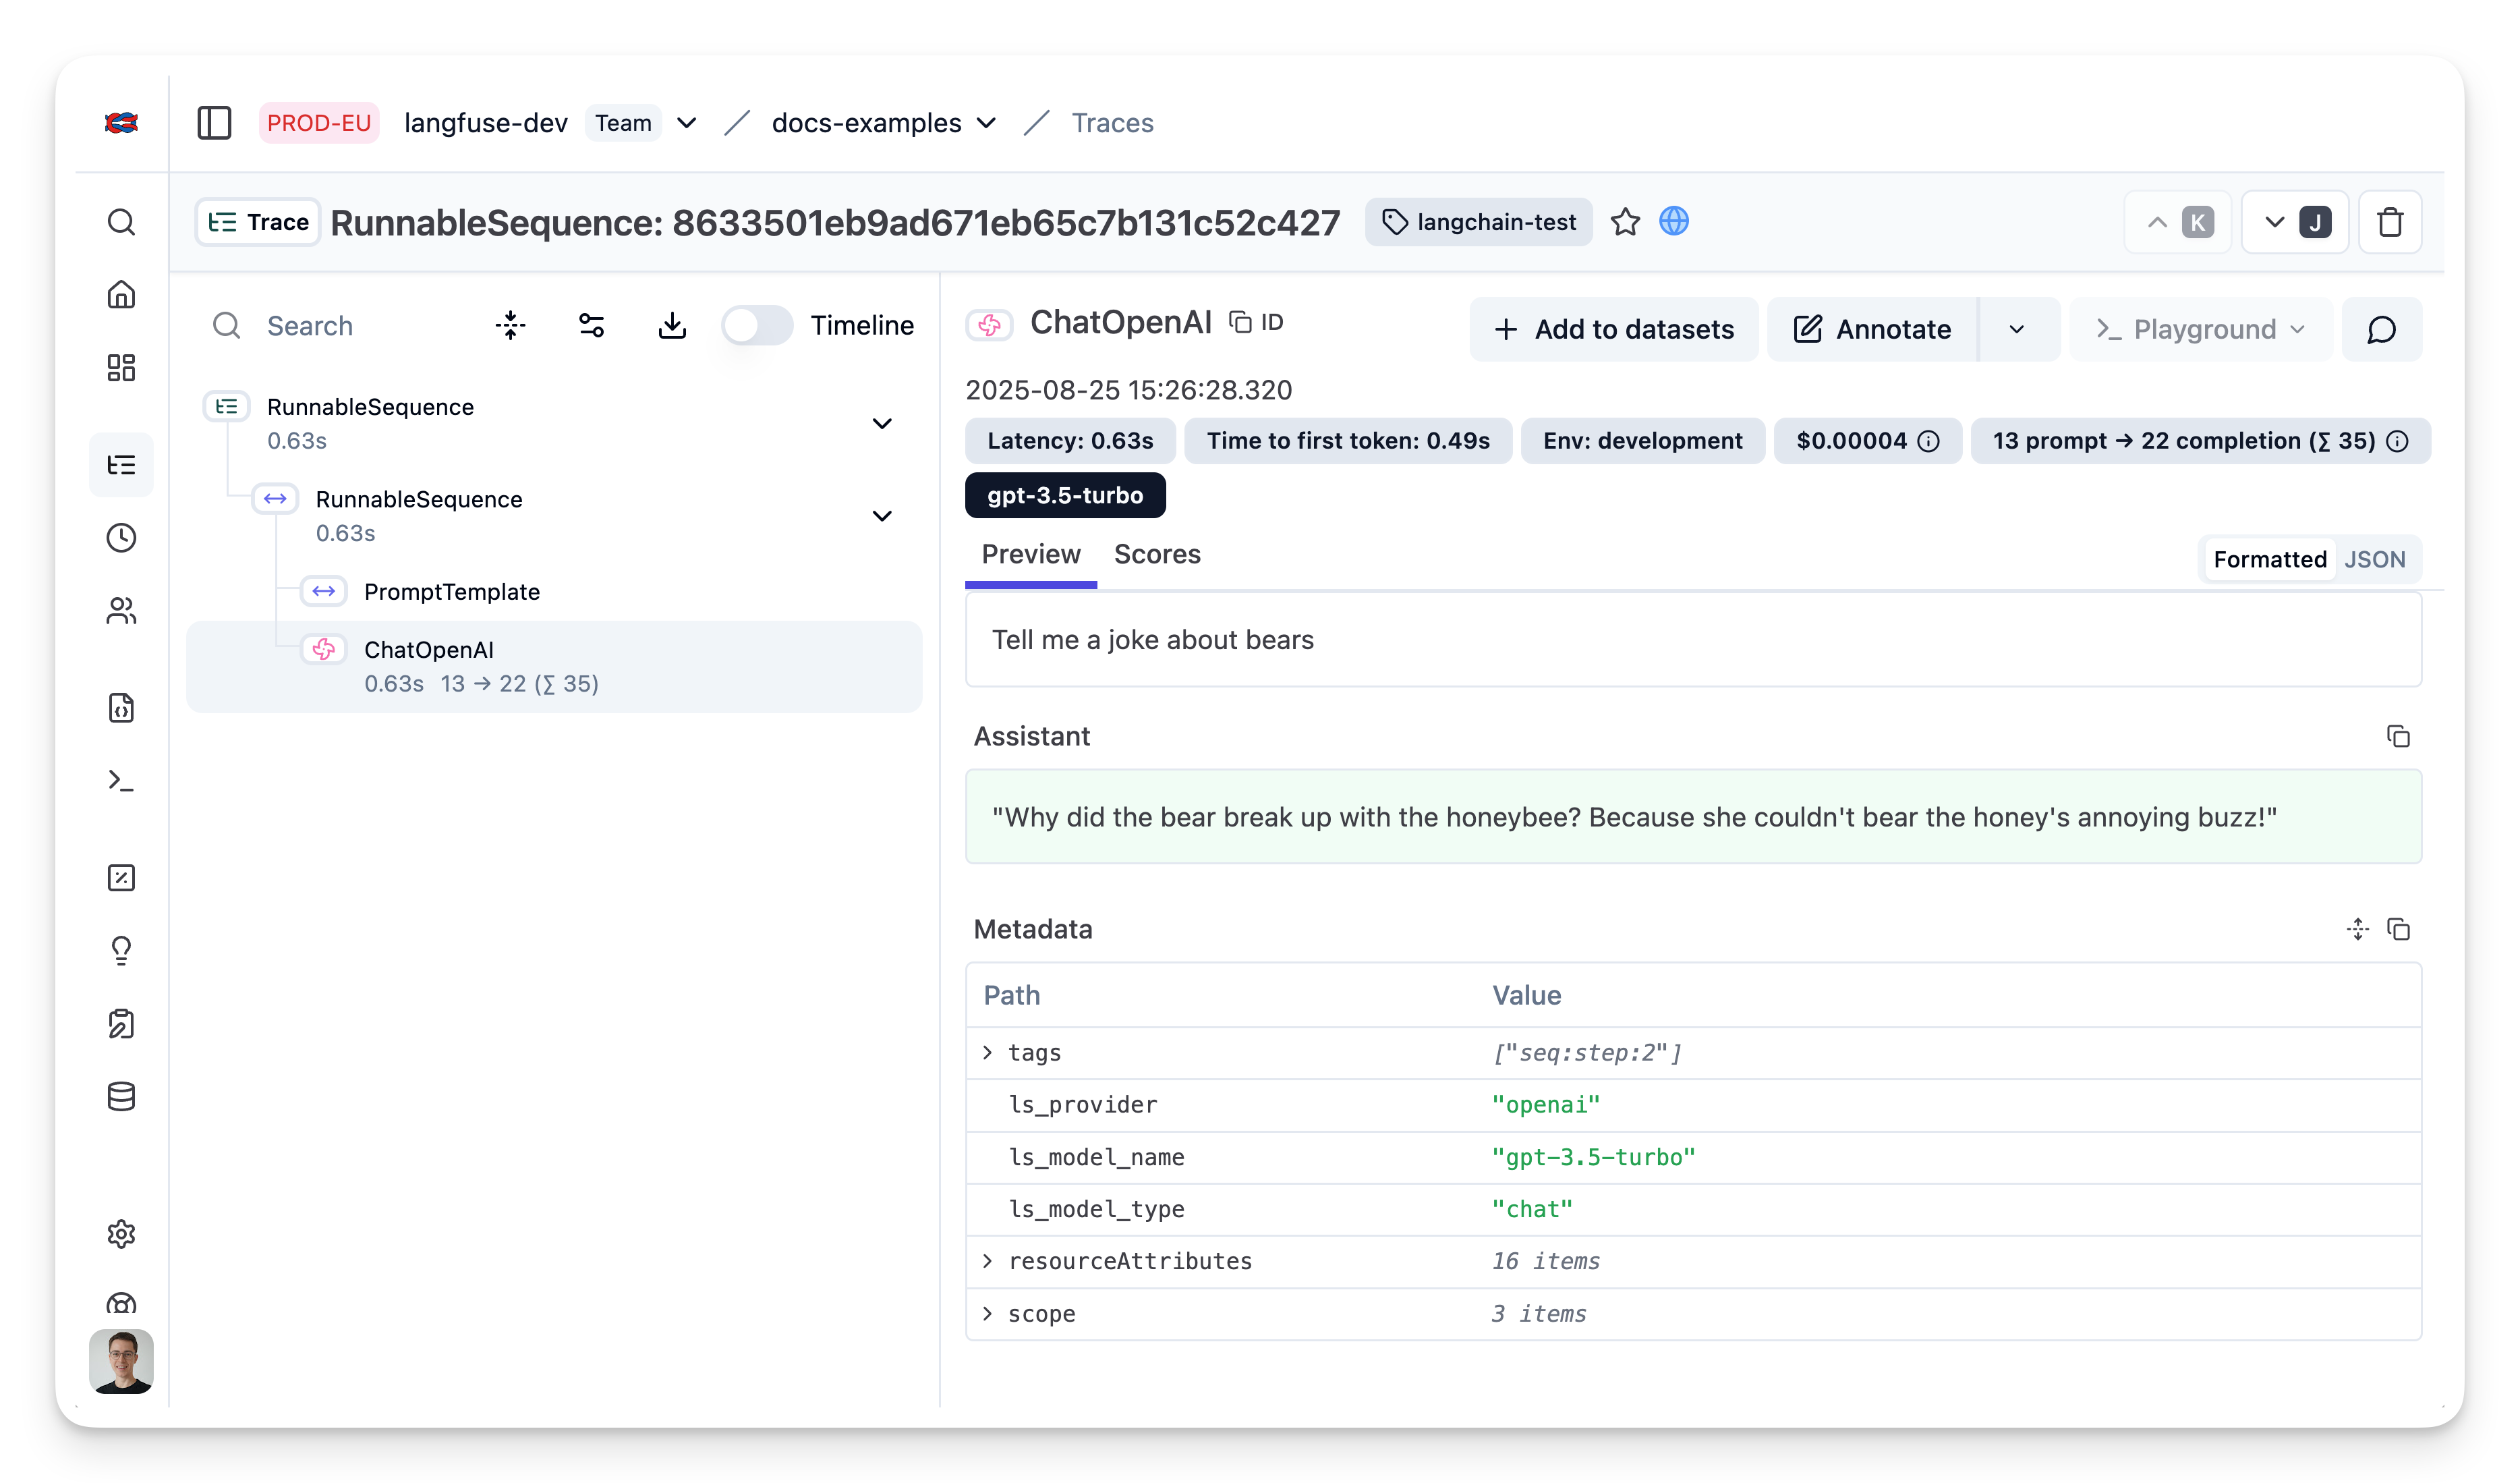 PROD-EU langfuse-dev Team docs-examples Traces
Trace RunnableSequence: 8633501eb9ad671eb65c7b131c52c427 langchain-test K J
Search Timeline
RunnableSequence
0.63s
RunnableSequence
0.63s
PromptTemplate
ChatOpenAI
0.63s 13 → 22 (∑ 35)
ChatOpenAI ID
Add to datasets Annotate Playground
2025-08-25 15:26:28.320
Latency: 0.63s Time to first token: 0.49s Env: development $0.00004 13 prompt → 22 completion (∑ 35)
gpt-3.5-turbo
Preview Scores Formatted JSON
Tell me a joke about bears
Assistant
"Why did the bear break up with the honeybee? Because she couldn't bear the honey's annoying buzz!"
Metadata
Path Value
tags ["seq:step:2"]
ls_provider "openai"
ls_model_name "gpt-3.5-turbo"
ls_model_type "chat"
resourceAttributes 16 items
scope 3 items